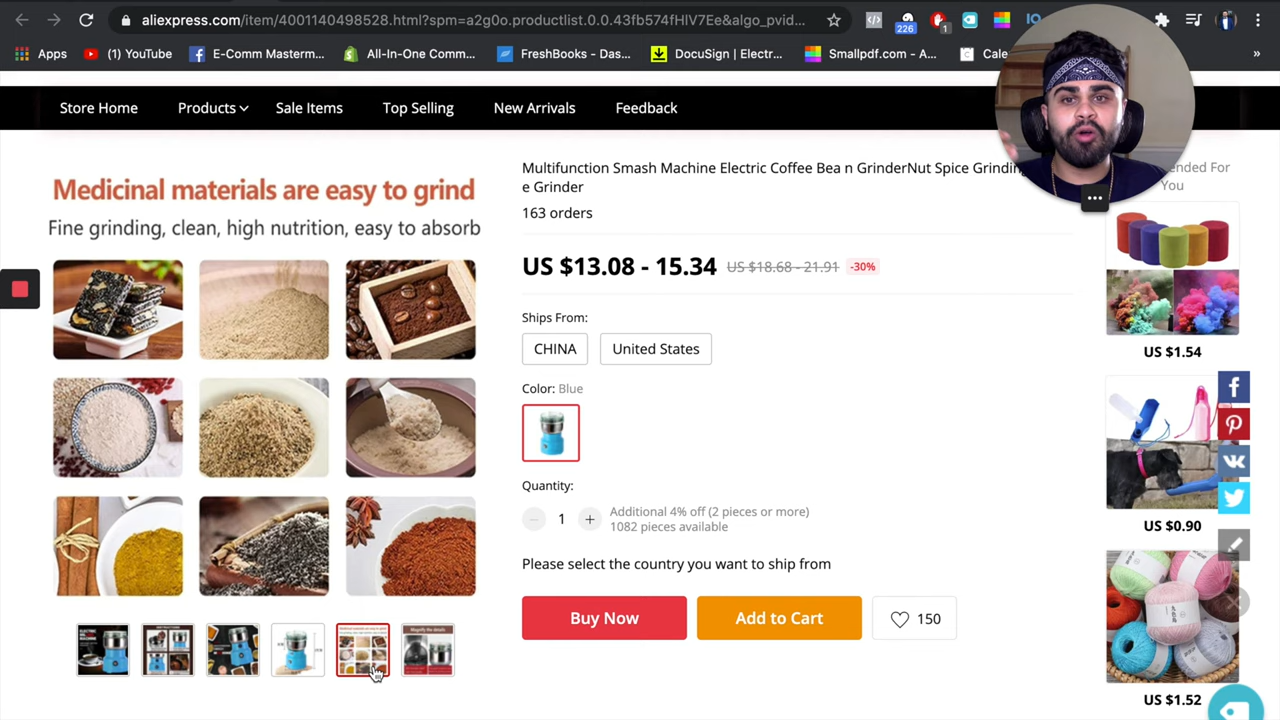 aliexpress.com/item/4001140498528.html?spm=a2g0o.productlist.0.0.43fb574fHlV7Ee&algo_pvid...
226
1
Apps
(1) YouTube
E-Comm Masterm...
All-In-One Comm...
FreshBooks - Das...
DocuSign | Electr...
Smallpdf.com - A...
Cale
»
Store Home
Products
Sale Items
Top Selling
New Arrivals
Feedback
Medicinal materials are easy to grind
Fine grinding, clean, high nutrition, easy to absorb
Multifunction Smash Machine Electric Coffee Bea n GrinderNut Spice Grinding
e Grinder
163 orders
US $13.08 - 15.34
US $18.68 - 21.91
-30%
Ships From:
CHINA
United States
Color: Blue
Quantity:
1
Additional 4% off (2 pieces or more)
1082 pieces available
Please select the country you want to ship from
Buy Now
Add to Cart
150
For
You
US $1.54
US $0.90
US $1.52